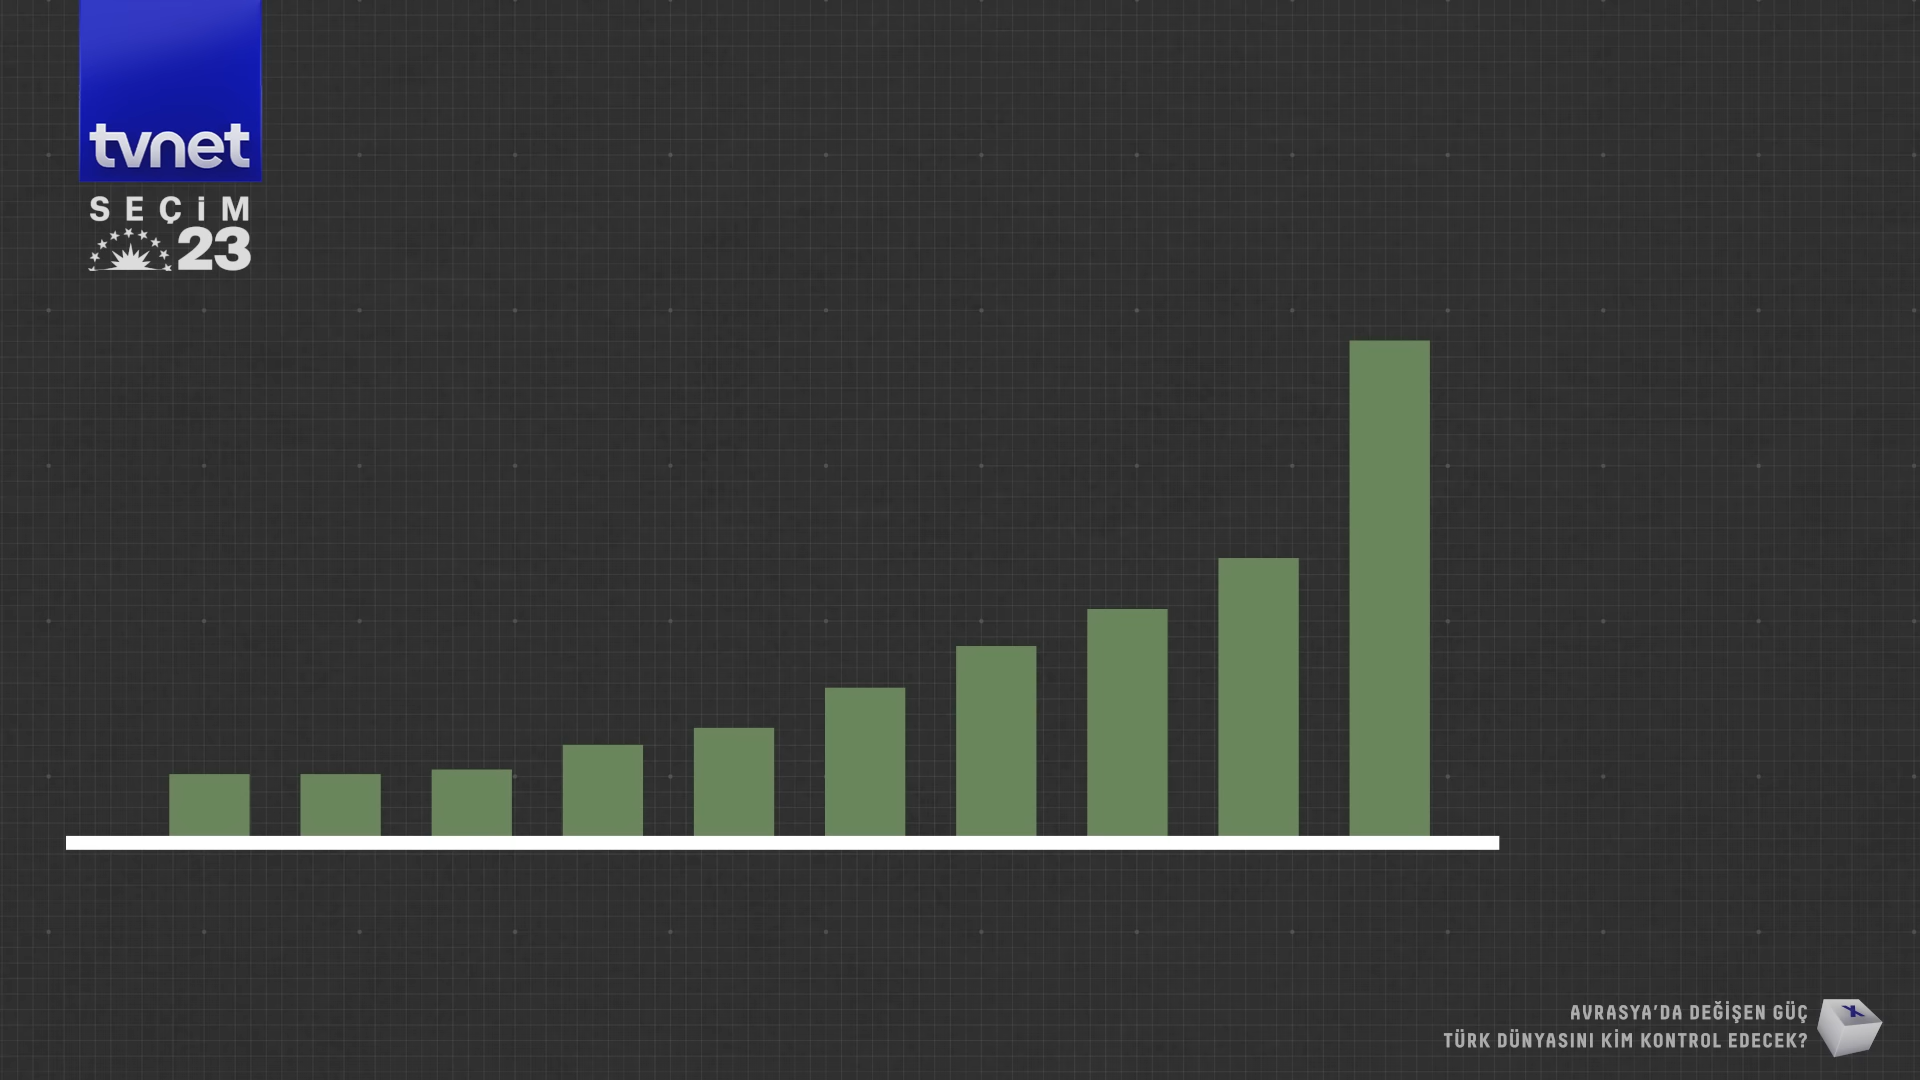 tvnet
SEÇİM
23
AVRASYA'DA DEĞİŞEN GÜÇ
TÜRK DÜNYASINI KİM KONTROL EDECEK?